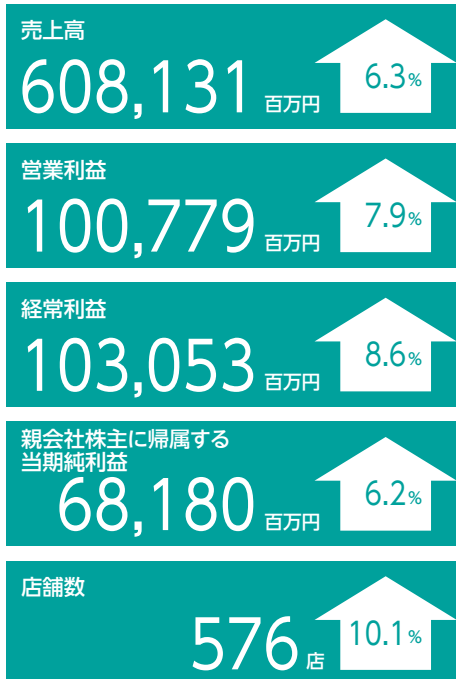 売上高
608,131 百万円 6.3%
営業利益
100,779 百万円 7.9%
経常利益
103,053 百万円 8.6%
親会社株主に帰属する
当期純利益
68,180 百万円 6.2%
店舗数
576 店 10.1%